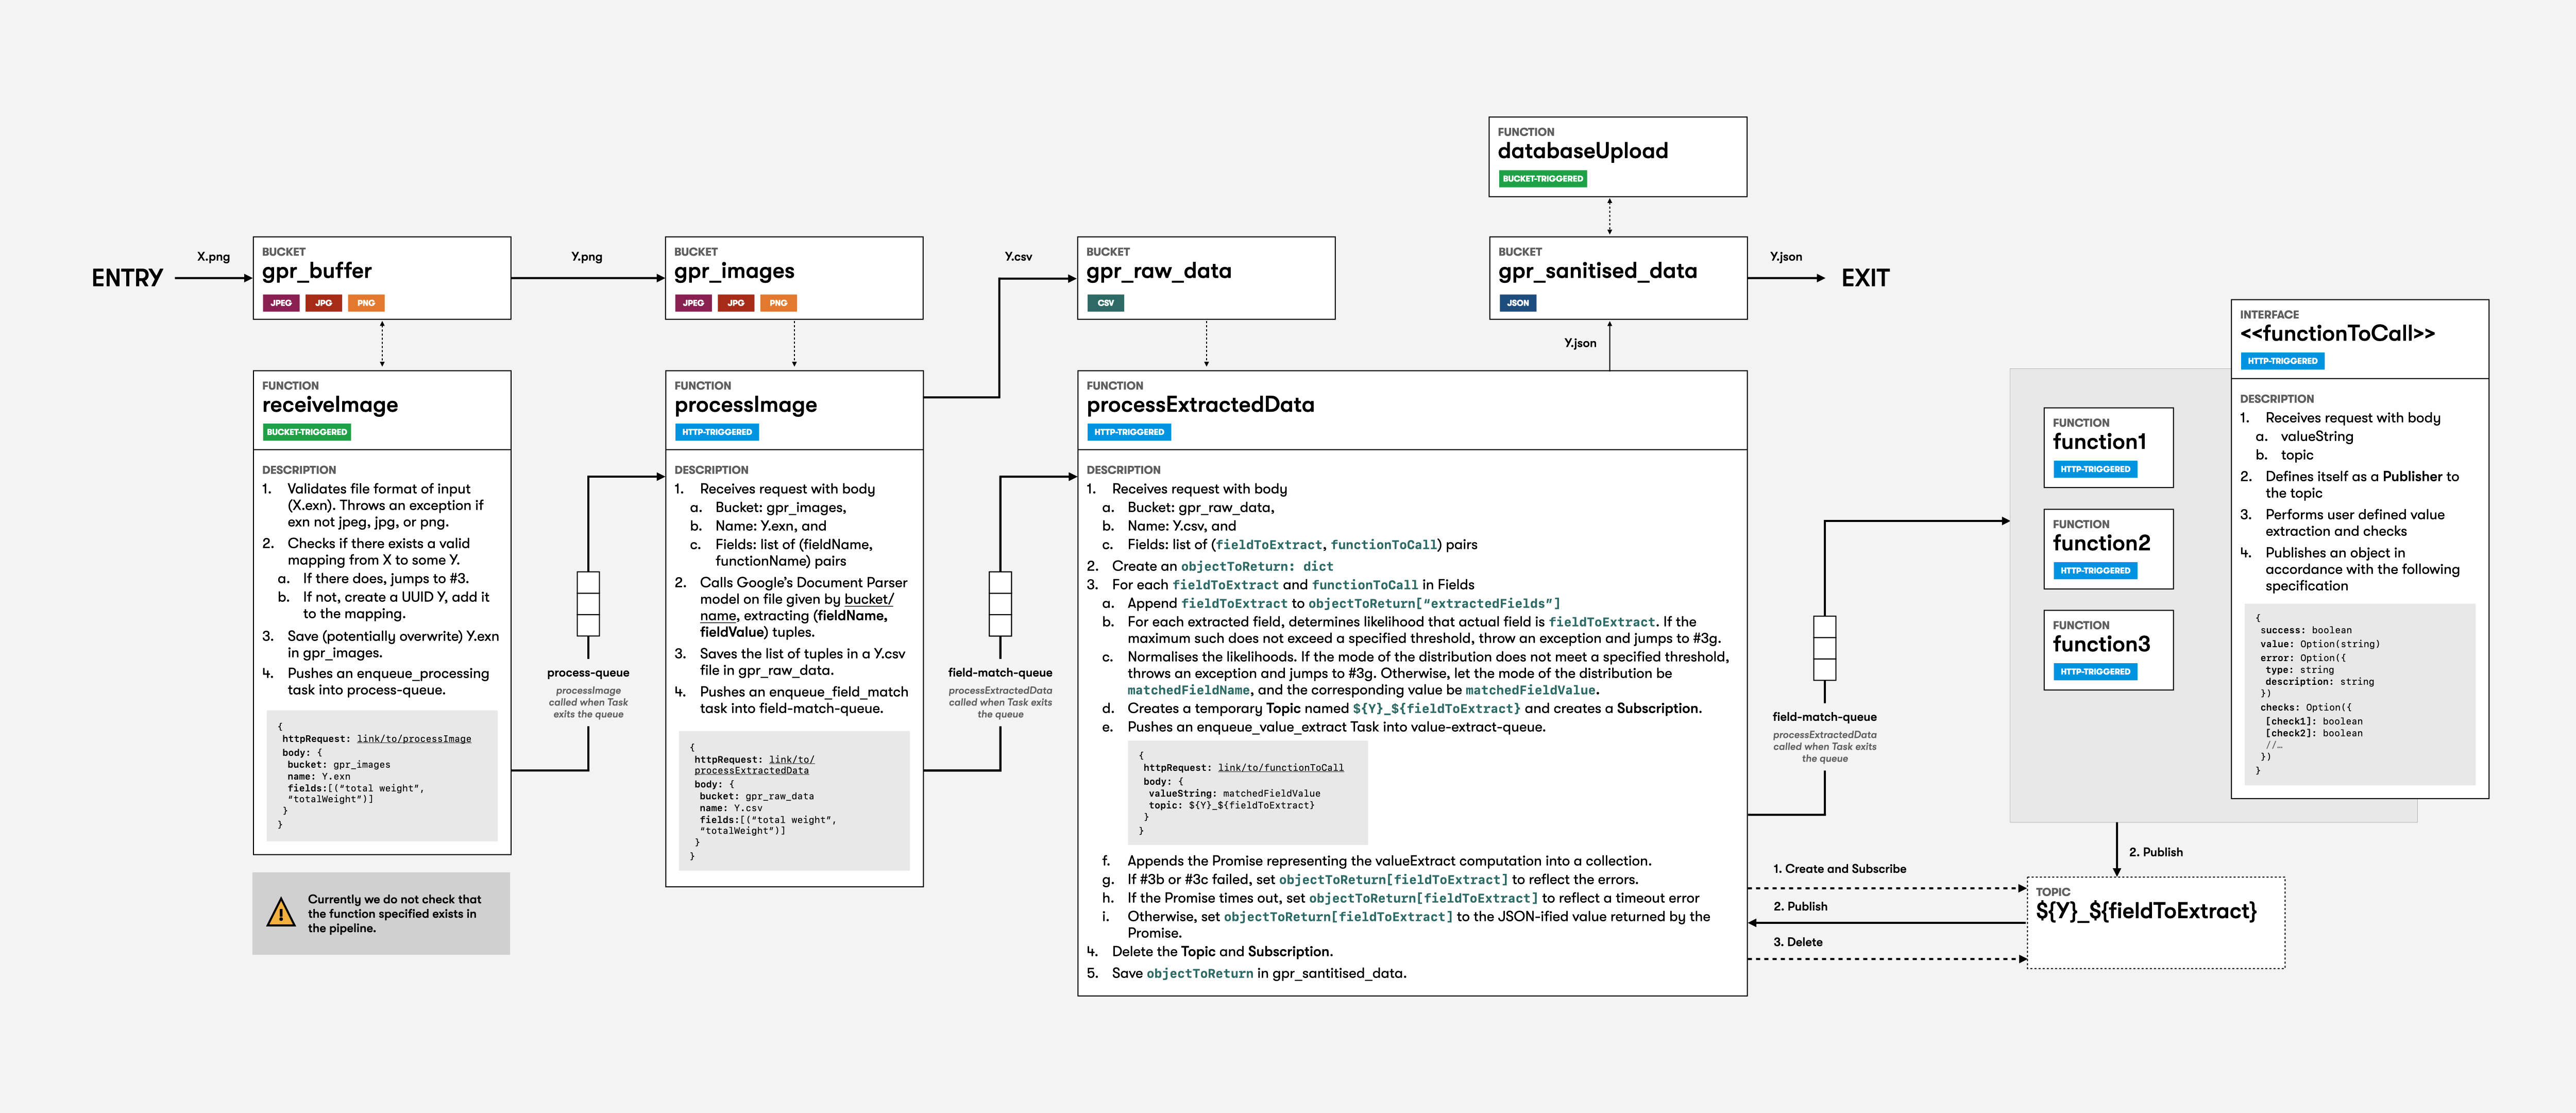 ENTRY
X.png
BUCKET
gpr_buffer
JPEG JPG PNG
Y.png
BUCKET
gpr_images
JPEG JPG PNG
Y.csv
BUCKET
gpr_raw_data
CSV
FUNCTION
databaseUpload
BUCKET-TRIGGERED
BUCKET
gpr_sanitised_data
JSON
Y.json
EXIT
Y.json
FUNCTION
receiveImage
BUCKET-TRIGGERED
DESCRIPTION
1. Validates file format of input
(X.exn). Throws an exception if
exn not jpeg, jpg, or png.
2. Checks if there exists a valid
mapping from X to some Y.
a. If there does, jumps to #3.
b. If not, create a UUID Y, add it
to the mapping.
3. Save (potentially overwrite) Y.exn
in gpr_images.
4. Pushes an enqueue_processing
task into process-queue.
{
httpRequest: link/to/processImage
body: {
bucket: gpr_images
name: Y.exn
fields:[(“total weight”,
“totalWeight”)]
}
}
Currently we do not check that
the function specified exists in
the pipeline.
process-queue
processImage
called when Task
exits the queue
FUNCTION
processImage
HTTP-TRIGGERED
DESCRIPTION
1. Receives request with body
a. Bucket: gpr_images,
b. Name: Y.exn, and
c. Fields: list of (fieldName,
functionName) pairs
2. Calls Google’s Document Parser
model on file given by bucket/
name, extracting (fieldName,
fieldValue) tuples.
3. Saves the list of tuples in a Y.csv
file in gpr_raw_data.
4. Pushes an enqueue_field_match
task into field-match-queue.
{
httpRequest: link/to/
processExtractedData
body: {
bucket: gpr_raw_data
name: Y.csv
fields:[(“total weight”,
“totalWeight”)]
}
}
field-match-queue
processExtractedData
called when Task exits
the queue
FUNCTION
processExtractedData
HTTP-TRIGGERED
DESCRIPTION
1. Receives request with body
a. Bucket: gpr_raw_data,
b. Name: Y.csv, and
c. Fields: list of (fieldToExtract, functionToCall) pairs
2. Create an objectToReturn: dict
3. For each fieldToExtract and functionToCall in Fields
a. Append fieldToExtract to objectToReturn[“extractedFields”]
b. For each extracted field, determines likelihood that actual field is fieldToExtract. If the
maximum such does not exceed a specified threshold, throw an exception and jumps to #3g.
c. Normalises the likelihoods. If the mode of the distribution does not meet a specified threshold,
throws an exception and jumps to #3g. Otherwise, let the mode of the distribution be
matchedFieldName, and the corresponding value be matchedFieldValue.
d. Creates a temporary Topic named ${Y}_${fieldToExtract} and creates a Subscription.
e. Pushes an enqueue_value_extract Task into value-extract-queue.
{
httpRequest: link/to/functionToCall
body: {
valueString: matchedFieldValue
topic: ${Y}_${fieldToExtract}
}
}
f. Appends the Promise representing the valueExtract computation into a collection.
g. If #3b or #3c failed, set objectToReturn[fieldToExtract] to reflect the errors.
h. If the Promise times out, set objectToReturn[fieldToExtract] to reflect a timeout error
i. Otherwise, set objectToReturn[fieldToExtract] to the JSON-ified value returned by the
Promise.
4. Delete the Topic and Subscription.
5. Save objectToReturn in gpr_santitised_data.
field-match-queue
processExtractedData
called when Task exits
the queue
1. Create and Subscribe
2. Publish
3. Delete
FUNCTION
function1
HTTP-TRIGGERED
FUNCTION
function2
HTTP-TRIGGERED
FUNCTION
function3
HTTP-TRIGGERED
INTERFACE
<<functionToCall>>
HTTP-TRIGGERED
DESCRIPTION
1. Receives request with body
a. valueString
b. topic
2. Defines itself as a Publisher to
the topic
3. Performs user defined value
extraction and checks
4. Publishes an object in
accordance with the following
specification
{
success: boolean
value: Option(string)
error: Option({
type: string
description: string
})
checks: Option({
[check1]: boolean
[check2]: boolean
//…
})
}
2. Publish
TOPIC
${Y}_${fieldToExtract}